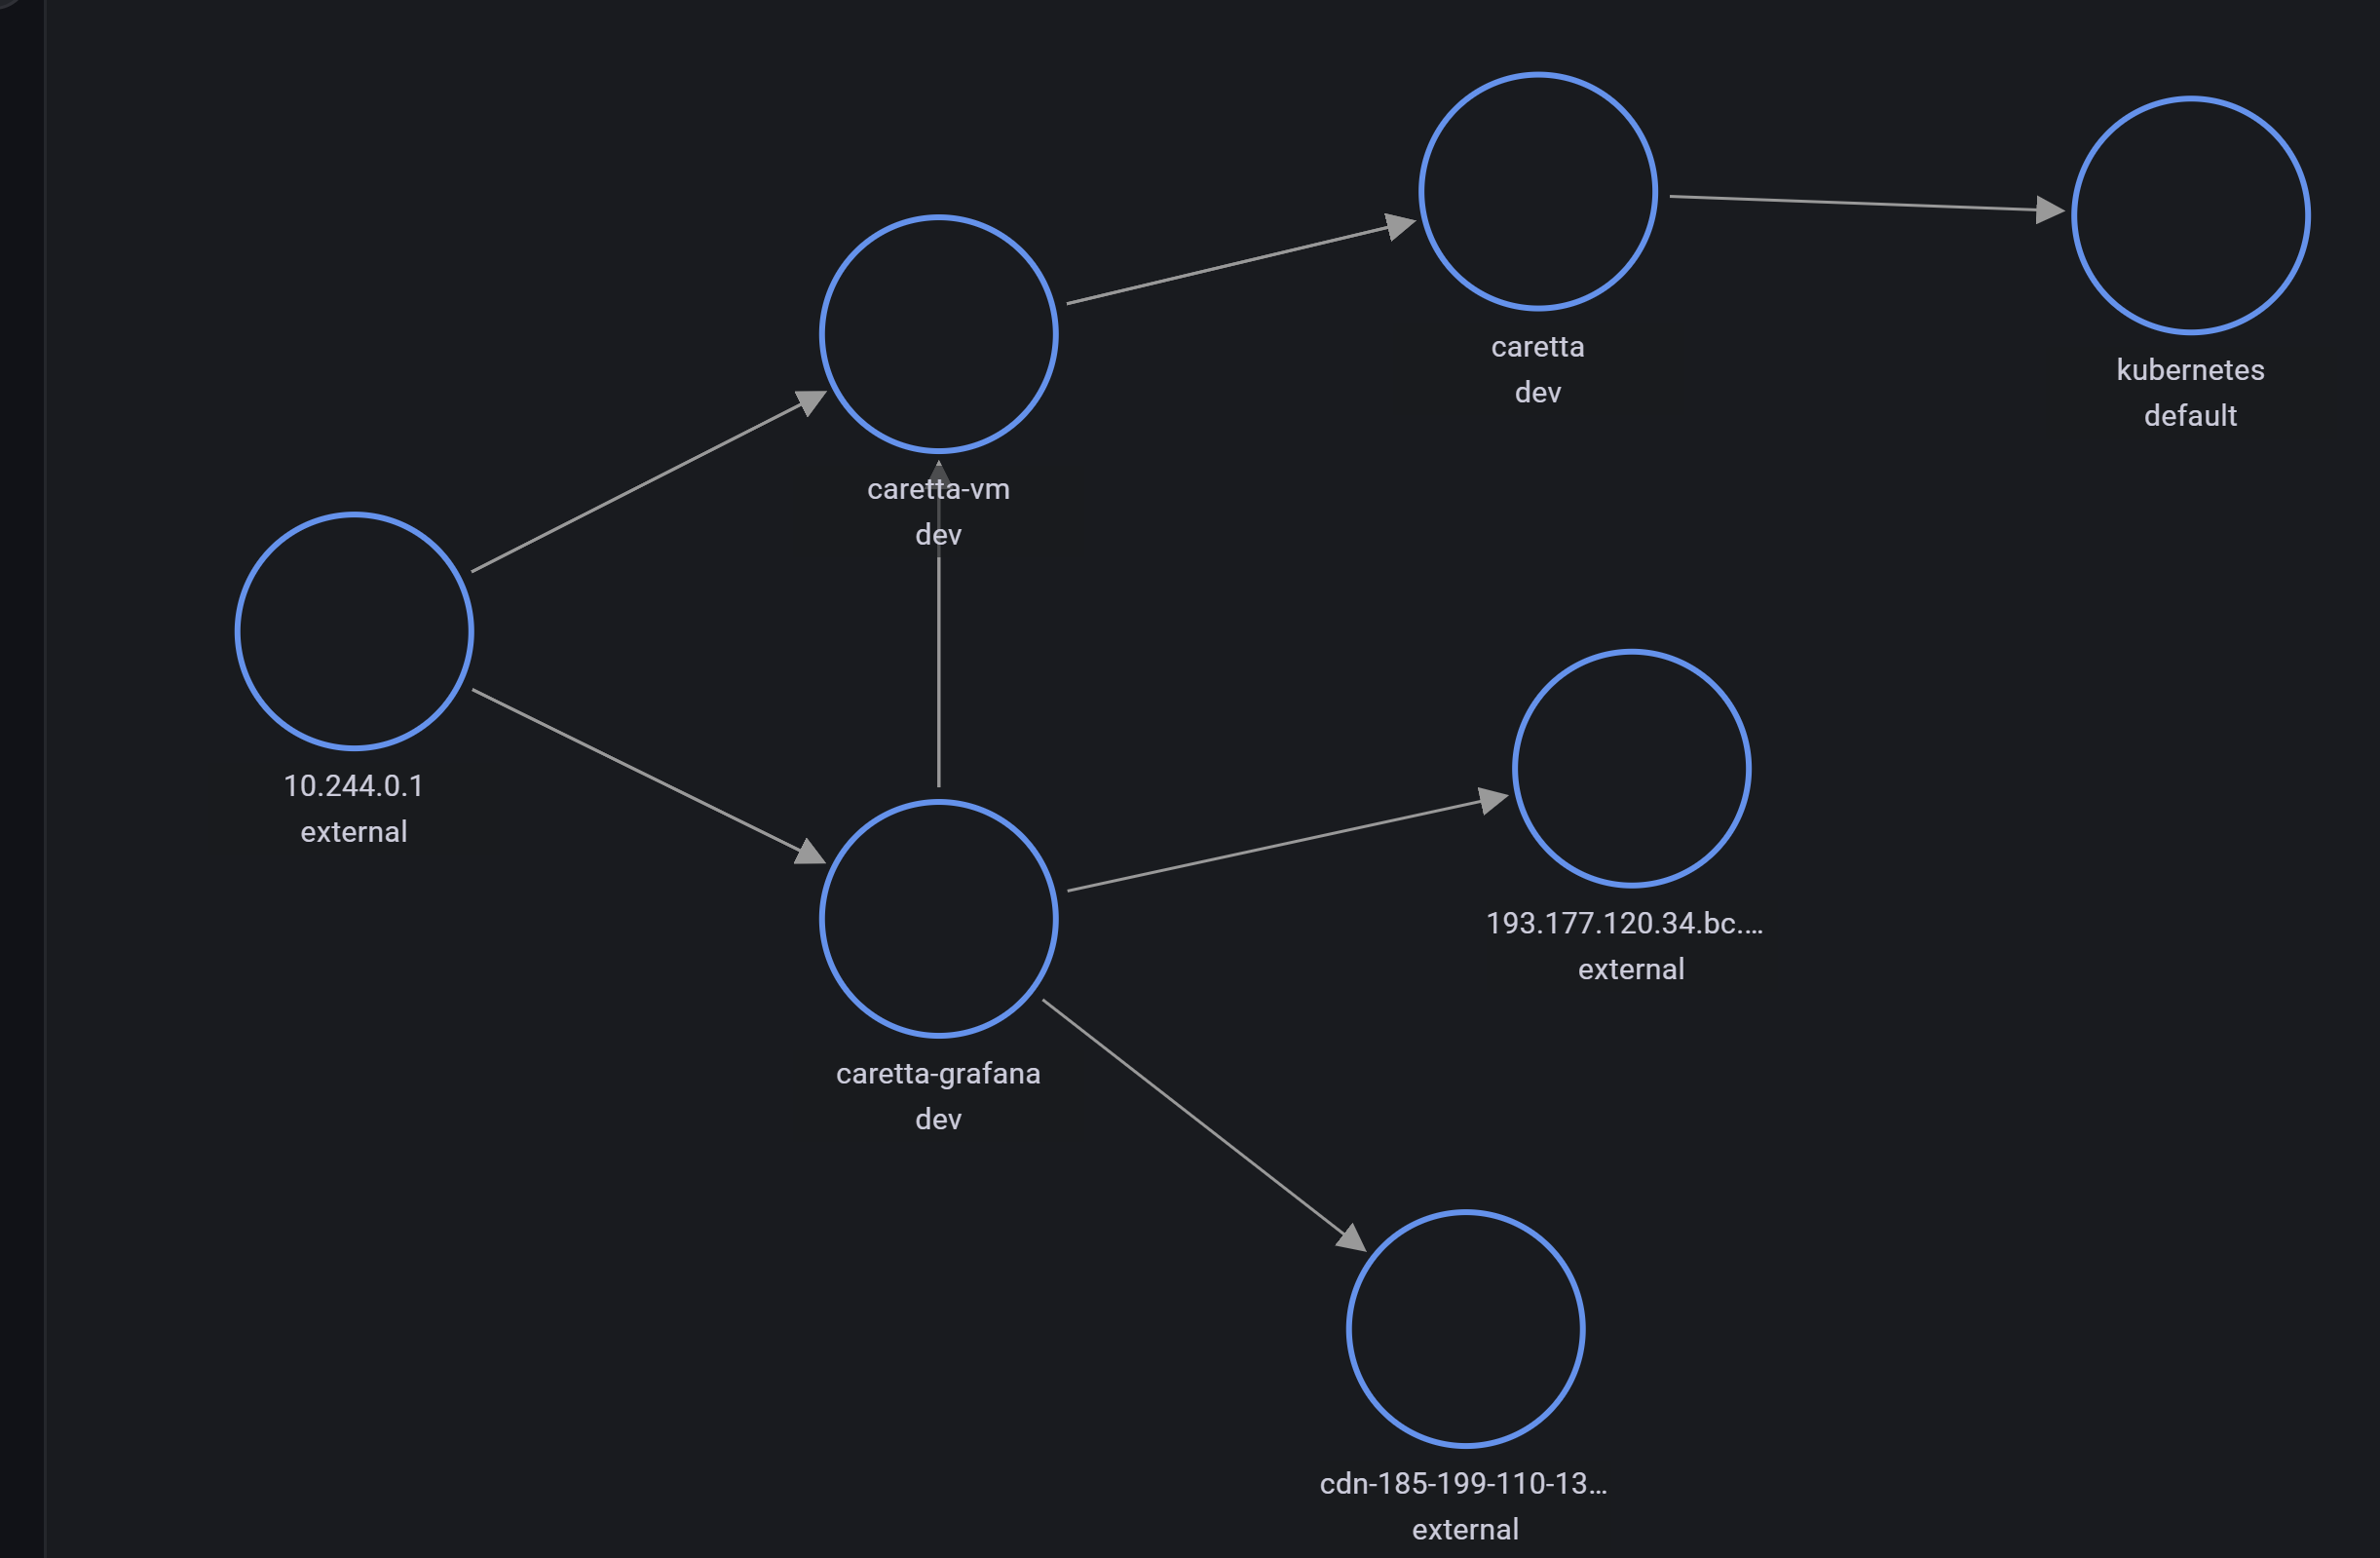 caretta
dev
kubernetes
default
caretta-vm
dev
10.244.0.1
external
193.177.120.34.bc.…
external
caretta-grafana
dev
cdn-185-199-110-13…
external